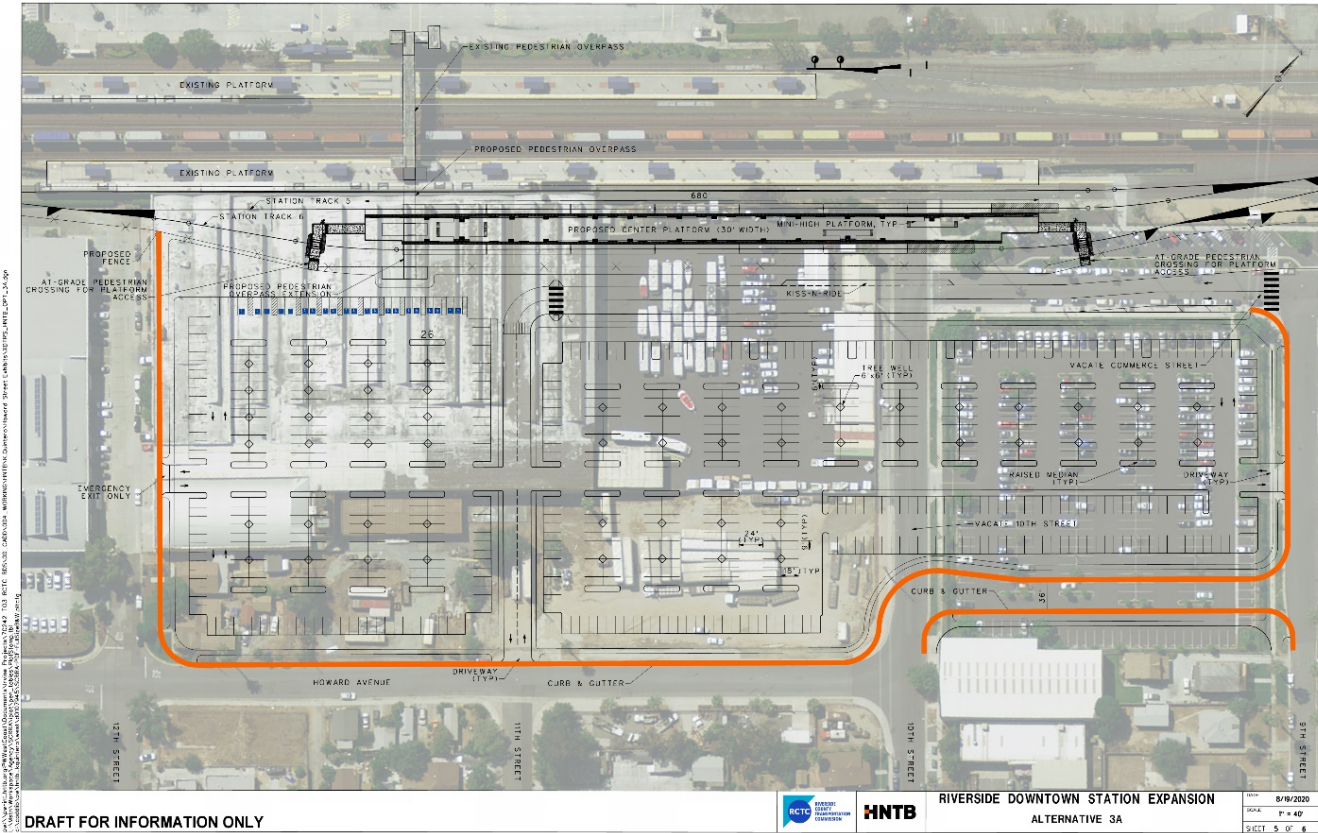 EXISTING PEDESTRIAN OVERPASS
EXISTING PLATFORM
PROPOSED PEDESTRIAN OVERPASS
EXISTING PLATFORM
STATION TRACK 5
680
STATION TRACK 6
MINI-HIGH PLATFORM, TYP
PROPOSED CENTER PLATFORM (30' WIDTH)
PROPOSED
FENCE
AT-GRADE PEDESTRIAN
CROSSING FOR PLATFORM
ACCESS
AT-GRADE PEDESTRIAN
CROSSING FOR PLATFORM
ACCESS
PROPOSED PEDESTRIAN
OVERPASS EXTENSION
KISS-N-RIDE
26
TREE WELL
6'x6' (TYP)
VACATE COMMERCE STREET
EMERGENCY
EXIT ONLY
RAISED MEDIAN
(TYP)
DRIVEWAY
(TYP)
VACATE 10TH STREET
24'
(TYP)
CURB & GUTTER
36'
DRIVEWAY
(TYP)
HOWARD AVENUE
CURB & GUTTER
12TH STREET
11TH STREET
10TH STREET
9TH STREET
DRAFT FOR INFORMATION ONLY
RCTC
RIVERSIDE
COUNTY
TRANSPORTATION
COMMISSION
HNTB
RIVERSIDE DOWNTOWN STATION EXPANSION
ALTERNATIVE 3A
DATE
8/19/2020
SCALE
1" = 40'
SHEET 5 OF 6